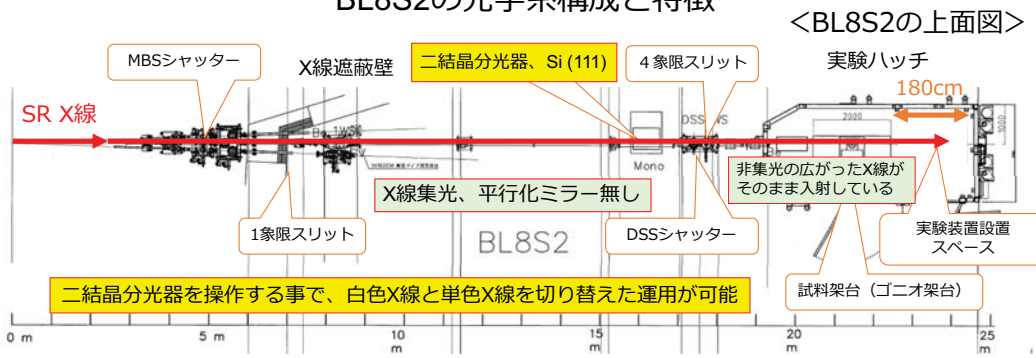 BL8S2の光学系構成と特徴
<BL8S2の上面図>
MBSシャッター
X線遮蔽壁
二結晶分光器、Si (111)
４象限スリット
実験ハッチ
180cm
SR X線
DSS
2000
1000
Mono
X線集光、平行化ミラー無し
非集光の広がったX線が
そのまま入射している
1象限スリット
BL8S2
DSSシャッター
実験装置設置
スペース
試料架台（ゴニオ架台）
二結晶分光器を操作する事で、白色X線と単色X線を切り替えた運用が可能
0 m
5 m
10
m
15
m
20
m
25
m